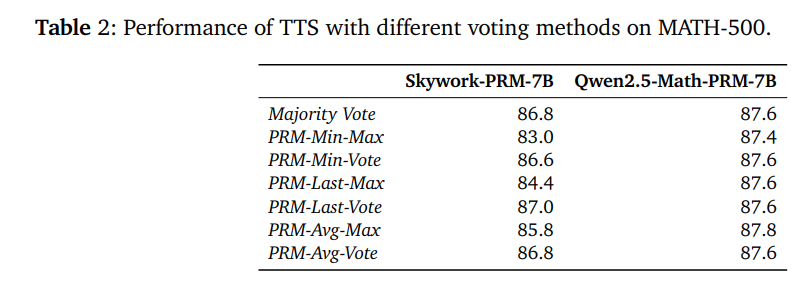 Table 2: Performance of TTS with different voting methods on MATH-500.
Skywork-PRM-7B Qwen2.5-Math-PRM-7B
Majority Vote 86.8 87.6
PRM-Min-Max 83.0 87.4
PRM-Min-Vote 86.6 87.6
PRM-Last-Max 84.4 87.6
PRM-Last-Vote 87.0 87.6
PRM-Avg-Max 85.8 87.8
PRM-Avg-Vote 86.8 87.6